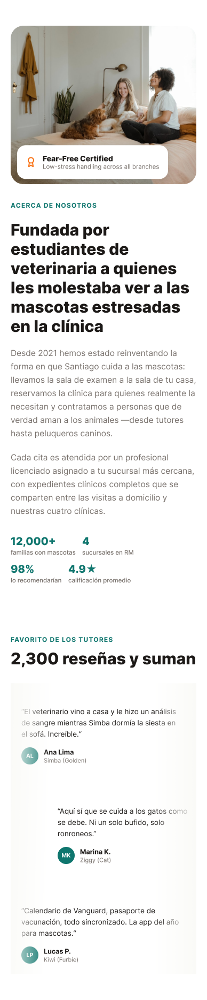 Fear-Free Certified
Low-stress handling across all branches
ACERCA DE NOSOTROS
Fundada por
estudiantes de
veterinaria a quienes
les molestaba ver a las
mascotas estresadas
en la clínica
Desde 2021 hemos estado reinventando la
forma en que Santiago cuida a las mascotas:
llevamos la sala de examen a la sala de tu casa,
reservamos la clínica para quienes realmente la
necesitan y contratamos a personas que de
verdad aman a los animales —desde tutores
hasta peluqueros caninos.
Cada cita es atendida por un profesional
licenciado asignado a tu sucursal más cercana,
con expedientes clínicos completos que se
comparten entre las visitas a domicilio y
nuestras cuatro clínicas.
12,000+ 4
familias con mascotas sucursales en RM
98% 4.9★
lo recomendarían calificación promedio
FAVORITO DE LOS TUTORES
2,300 reseñas y suman
“El veterinario vino a casa y le hizo un análisis
de sangre mientras Simba dormía la siesta en
el sofá. Increíble.“
AL
Ana Lima
Simba (Golden)
“Aquí sí que se cuida a los gatos como
se debe. Ni un solo bufido, solo
ronroneos.”
MK
Marina K.
Ziggy (Cat)
“Calendario de Vanguard, pasaporte de
vacunación, todo sincronizado. La app del año
para mascotas.“
LP
Lucas P.
Kiwi (Furbie)